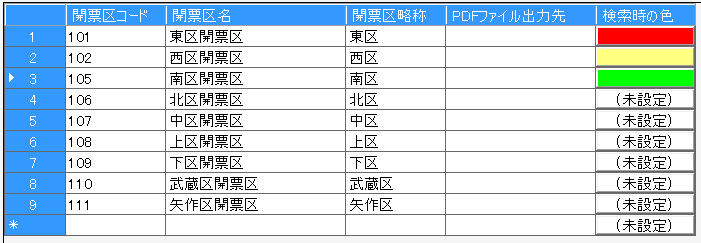 開票区コード 開票区名 開票区略称 PDFファイル出力先 検索時の色
1 101 東区開票区 東区
2 102 西区開票区 西区
3 105 南区開票区 南区
4 106 北区開票区 北区 (未設定)
5 107 中区開票区 中区 (未設定)
6 108 上区開票区 上区 (未設定)
7 109 下区開票区 下区 (未設定)
8 110 武蔵区開票区 武蔵区 (未設定)
9 111 矢作区開票区 矢作区 (未設定)
* (未設定)